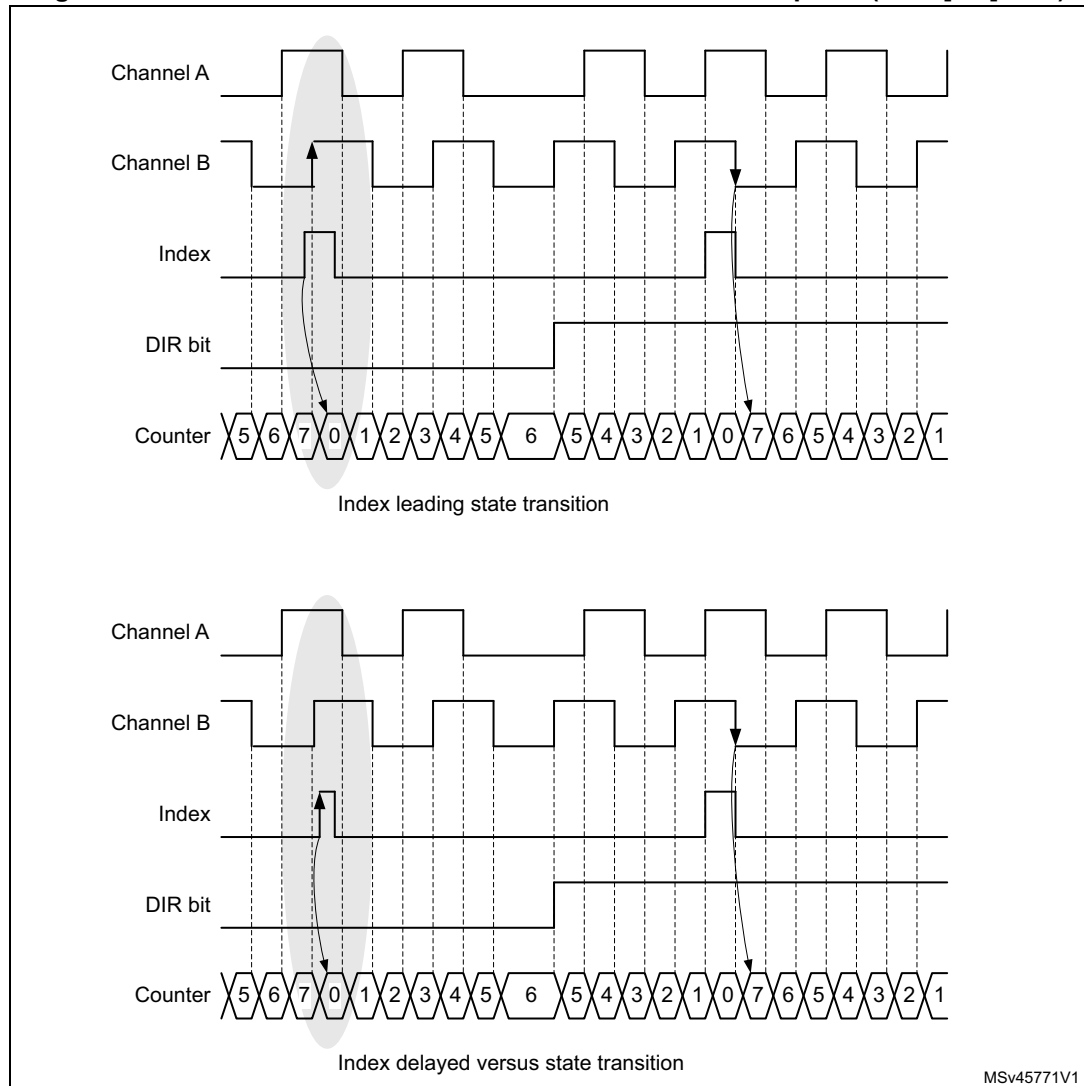 Channel A
Channel B
Index
DIR bit
Counter 5 6 7 0 1 2 3 4 5 6 5 4 3 2 1 0 7 6 5 4 3 2 1
Index leading state transition
Channel A
Channel B
Index
DIR bit
Counter 5 6 7 0 1 2 3 4 5 6 5 4 3 2 1 0 7 6 5 4 3 2 1
Index delayed versus state transition
MSv45771V1